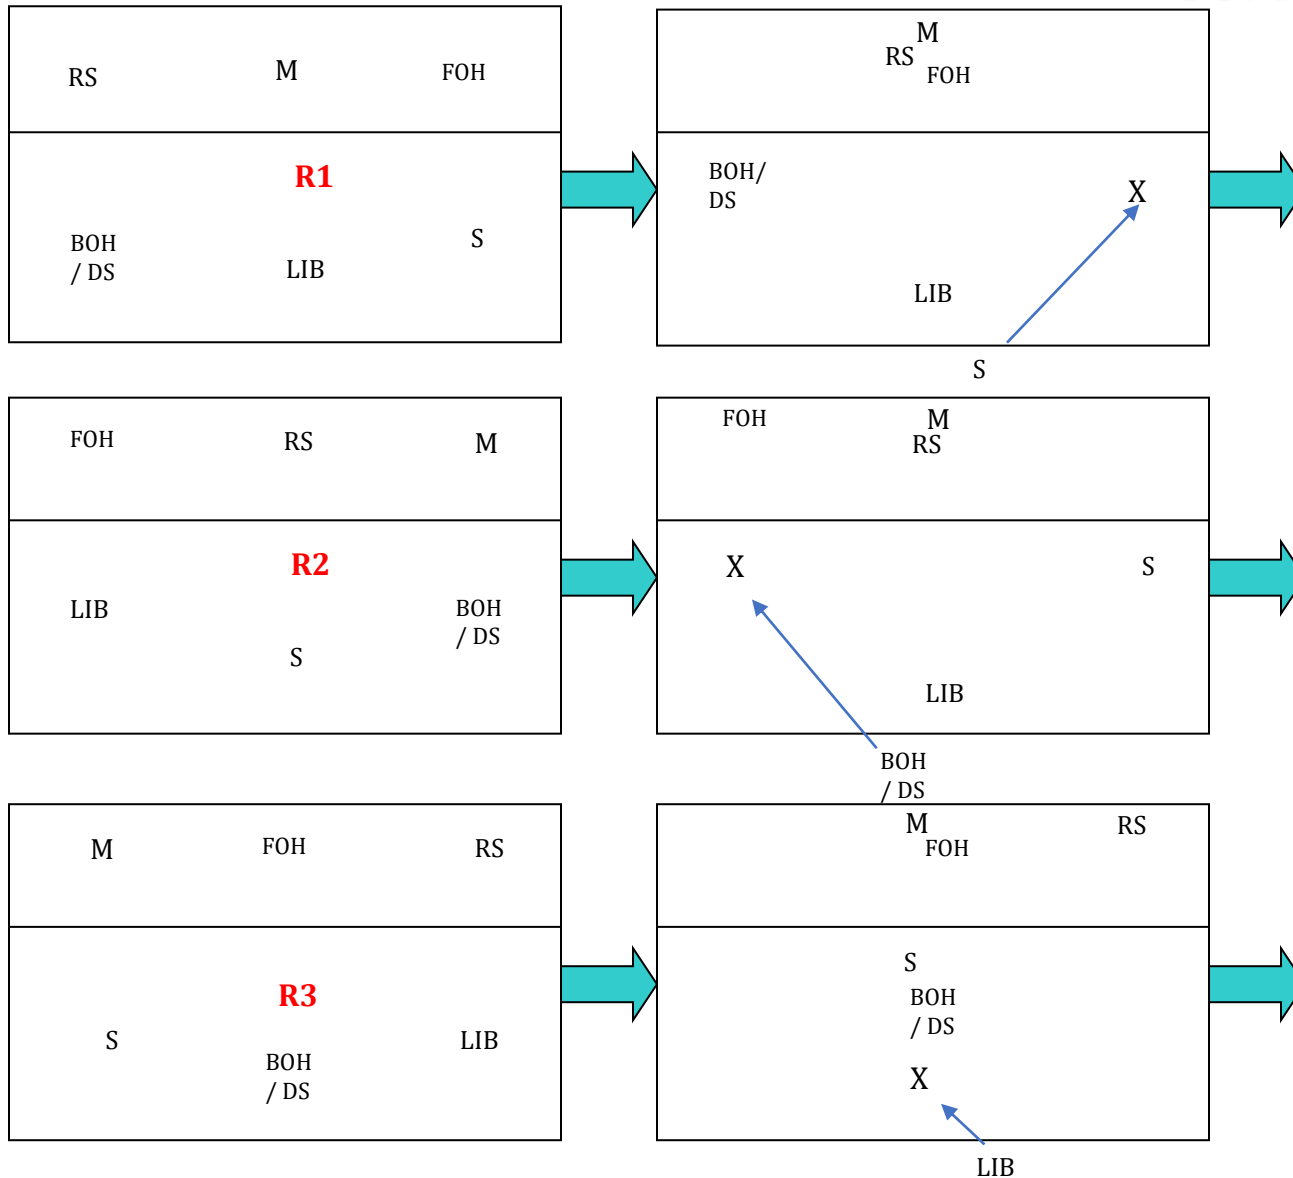 RS M FOH
R1
BOH
/ DS
LIB
S
M
RS
FOH
BOH/
DS
X
LIB
S
FOH RS M
R2
LIB
S
BOH
/ DS
FOH M
RS
X
S
LIB
BOH
/ DS
M FOH RS
R3
S
BOH
/ DS
LIB
M
FOH
RS
S
BOH
/ DS
X
LIB